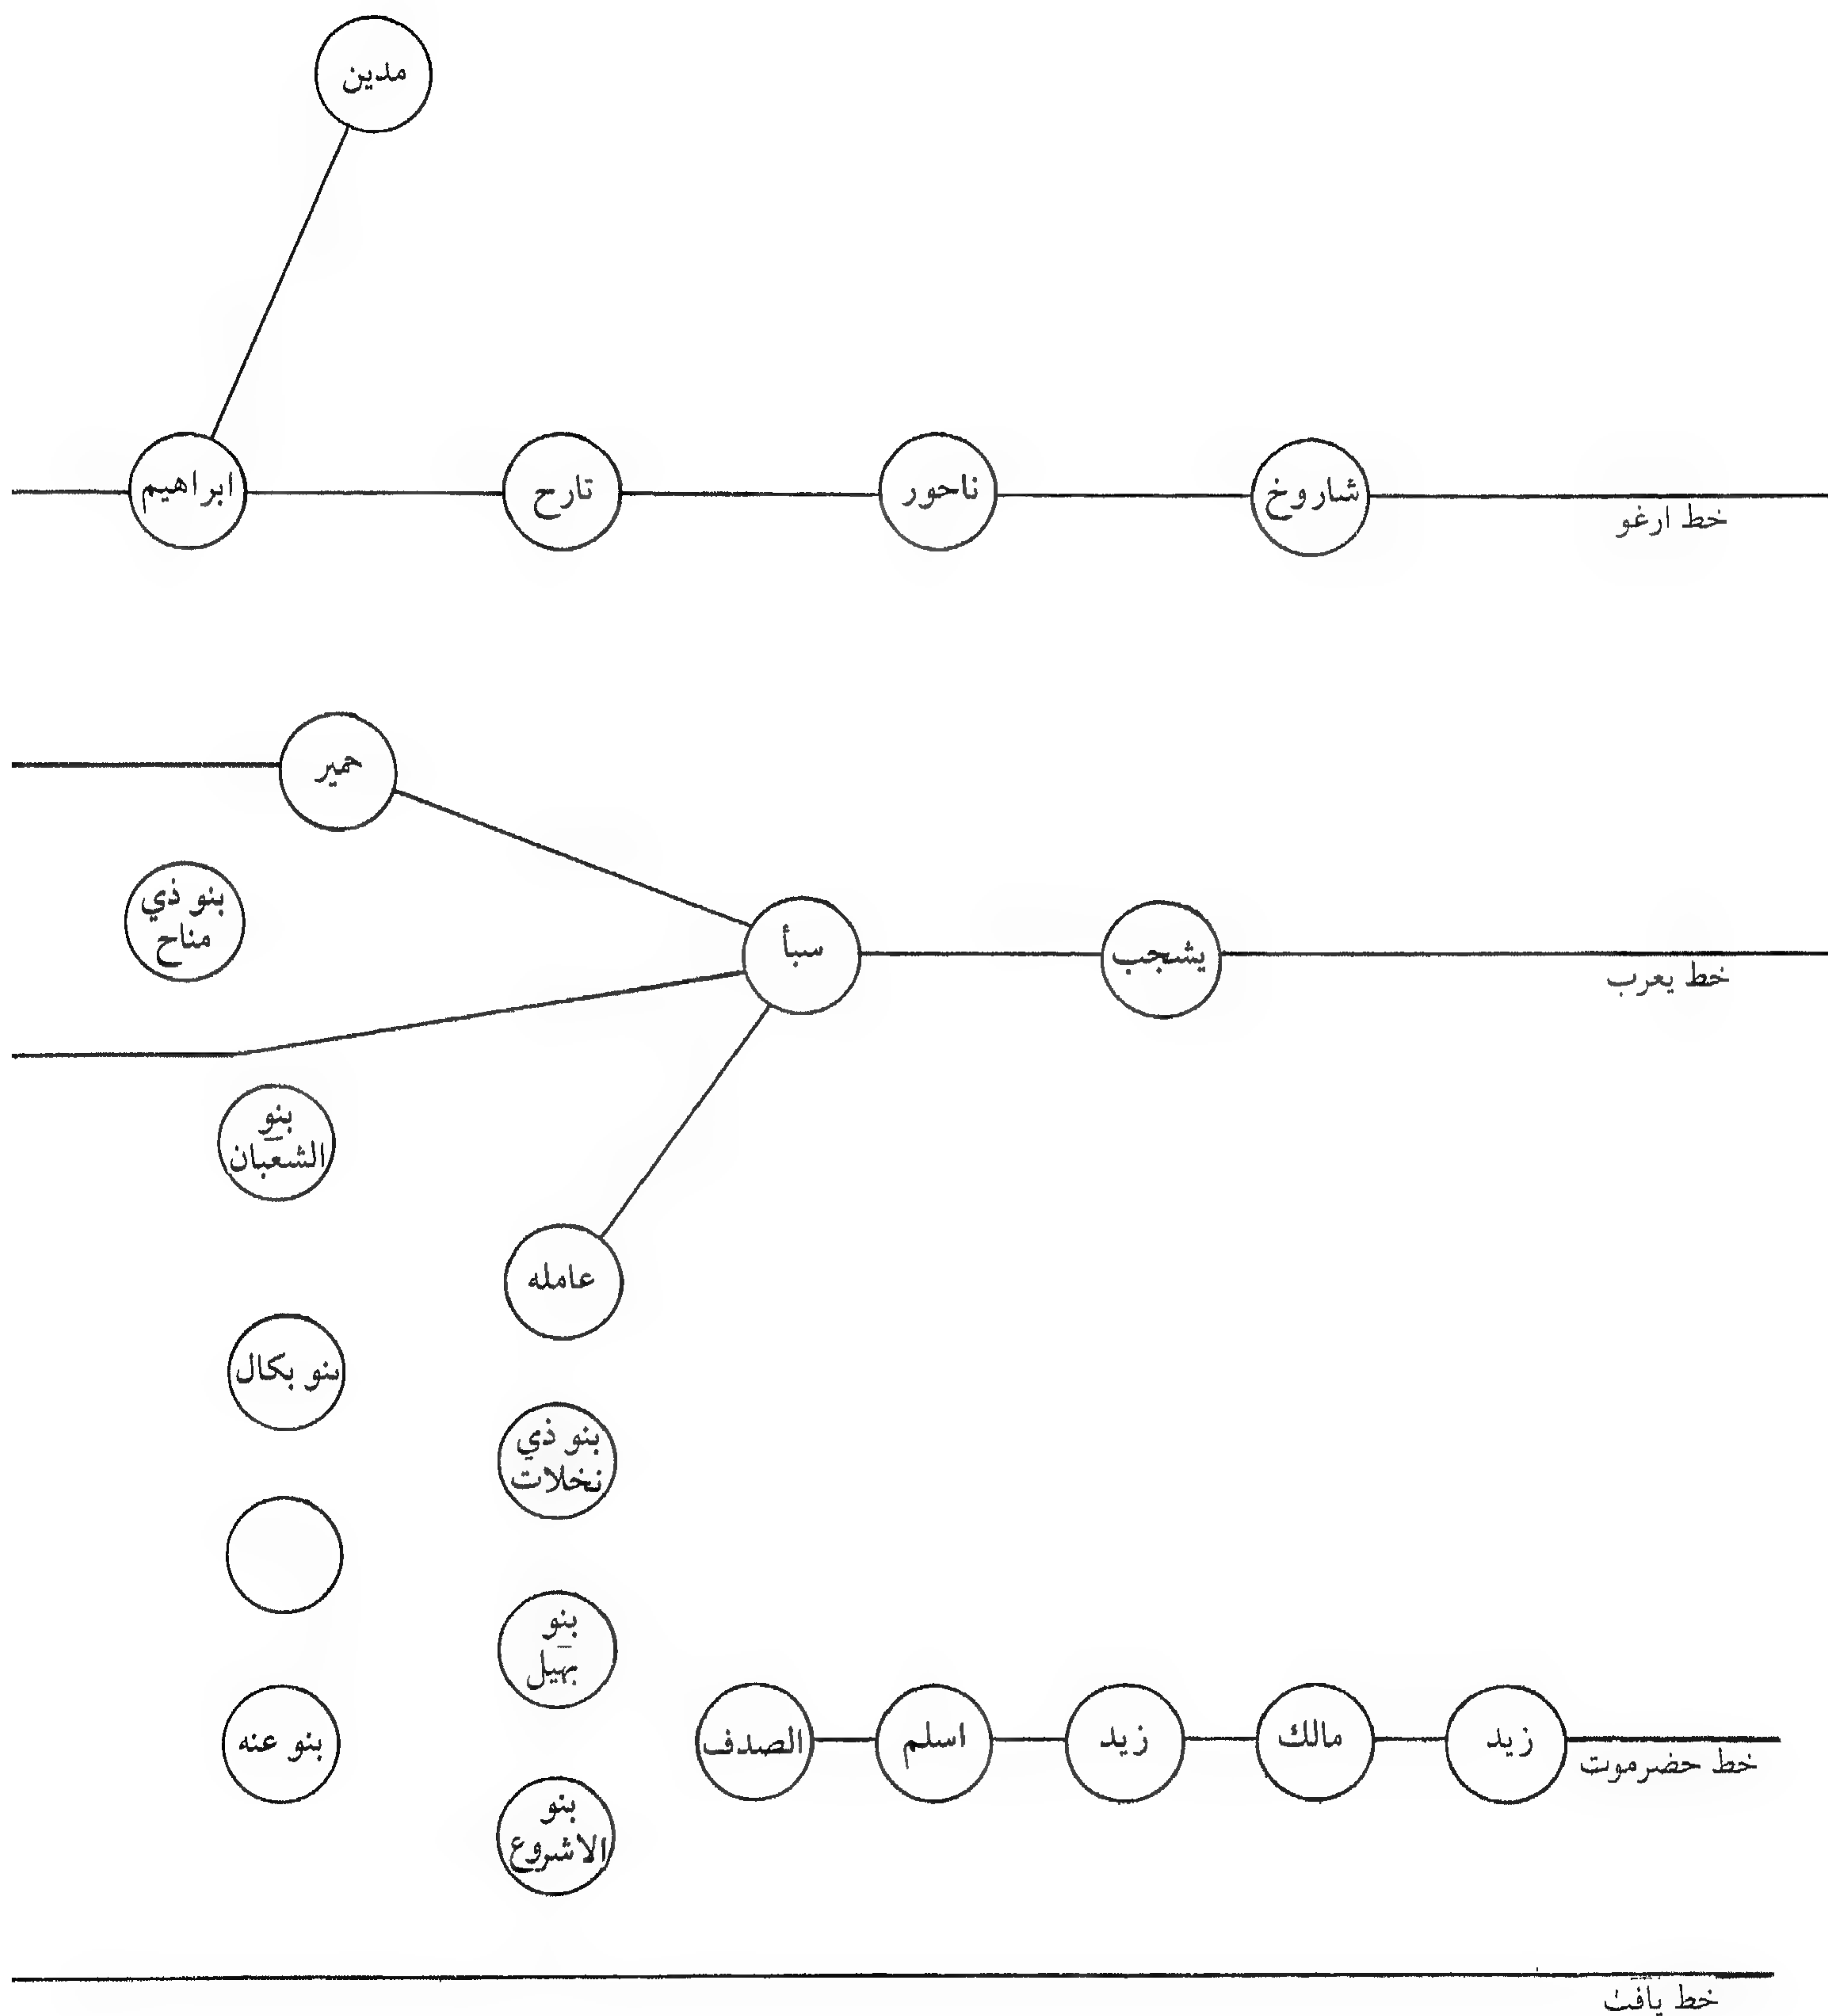 مدين
شاروخ
ناحور
تارح
ابراهيم
خط ارغو
حمير
بنو ذي
مناح
يشجب
سبأ
خط يعرب
بنو
الشعبان
عامله
بنو بكال
بنو ذي
نخلات
بنو
بهيل
زيد
مالك
زيد
اسلم
الصدف
بنو عنه
خط حضرموت
بنو
الاشروع
خط يافث